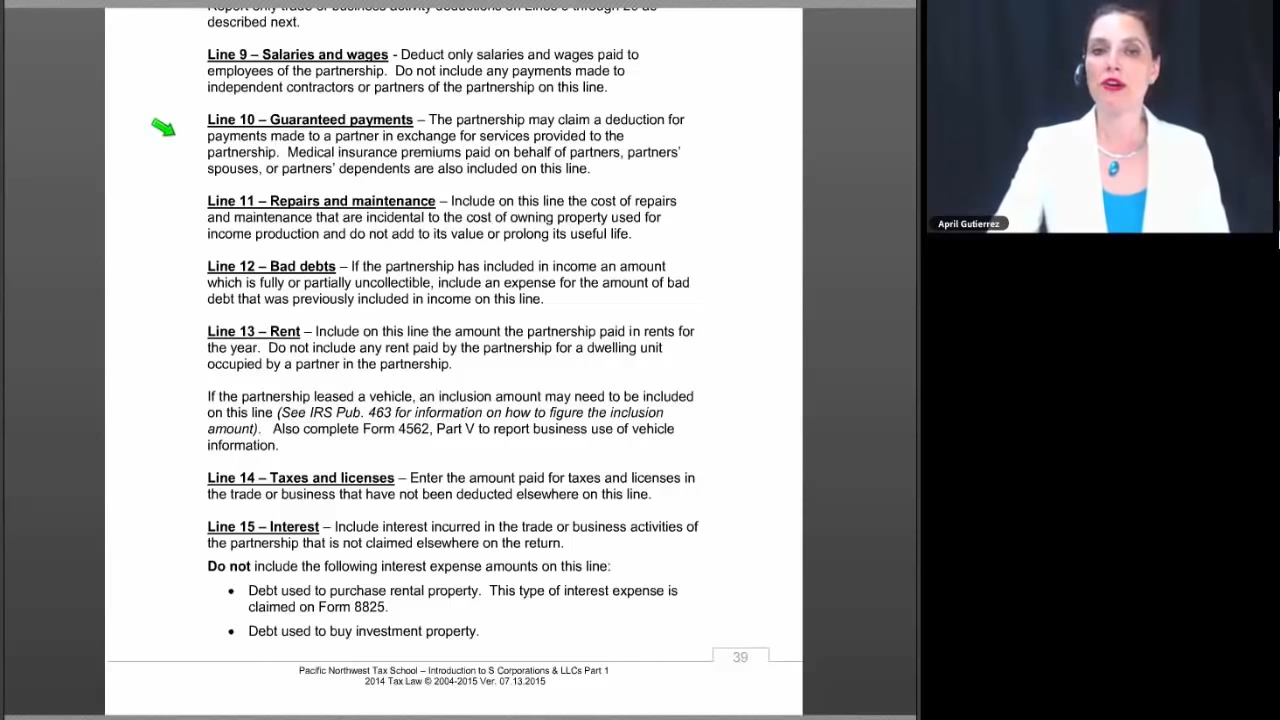 Report only trade or business activity deductions on Lines 9 through 20 as
described next.
Line 9 – Salaries and wages - Deduct only salaries and wages paid to
employees of the partnership. Do not include any payments made to
independent contractors or partners of the partnership on this line.
Line 10 – Guaranteed payments – The partnership may claim a deduction for
payments made to a partner in exchange for services provided to the
partnership. Medical insurance premiums paid on behalf of partners, partners'
spouses, or partners' dependents are also included on this line.
Line 11 – Repairs and maintenance – Include on this line the cost of repairs
and maintenance that are incidental to the cost of owning property used for
income production and do not add to its value or prolong its useful life.
Line 12 – Bad debts – If the partnership has included in income an amount
which is fully or partially uncollectible, include an expense for the amount of bad
debt that was previously included in income on this line.
Line 13 – Rent – Include on this line the amount the partnership paid in rents for
the year. Do not include any rent paid by the partnership for a dwelling unit
occupied by a partner in the partnership.
If the partnership leased a vehicle, an inclusion amount may need to be included
on this line (See IRS Pub. 463 for information on how to figure the inclusion
amount). Also complete Form 4562, Part V to report business use of vehicle
information.
Line 14 – Taxes and licenses – Enter the amount paid for taxes and licenses in
the trade or business that have not been deducted elsewhere on this line.
Line 15 – Interest – Include interest incurred in the trade or business activities of
the partnership that is not claimed elsewhere on the return.
Do not include the following interest expense amounts on this line:
• Debt used to purchase rental property. This type of interest expense is
claimed on Form 8825.
• Debt used to buy investment property.
39
Pacific Northwest Tax School – Introduction to S Corporations & LLCs Part 1
2014 Tax Law © 2004-2015 Ver. 07.13.2015
April Gutierrez